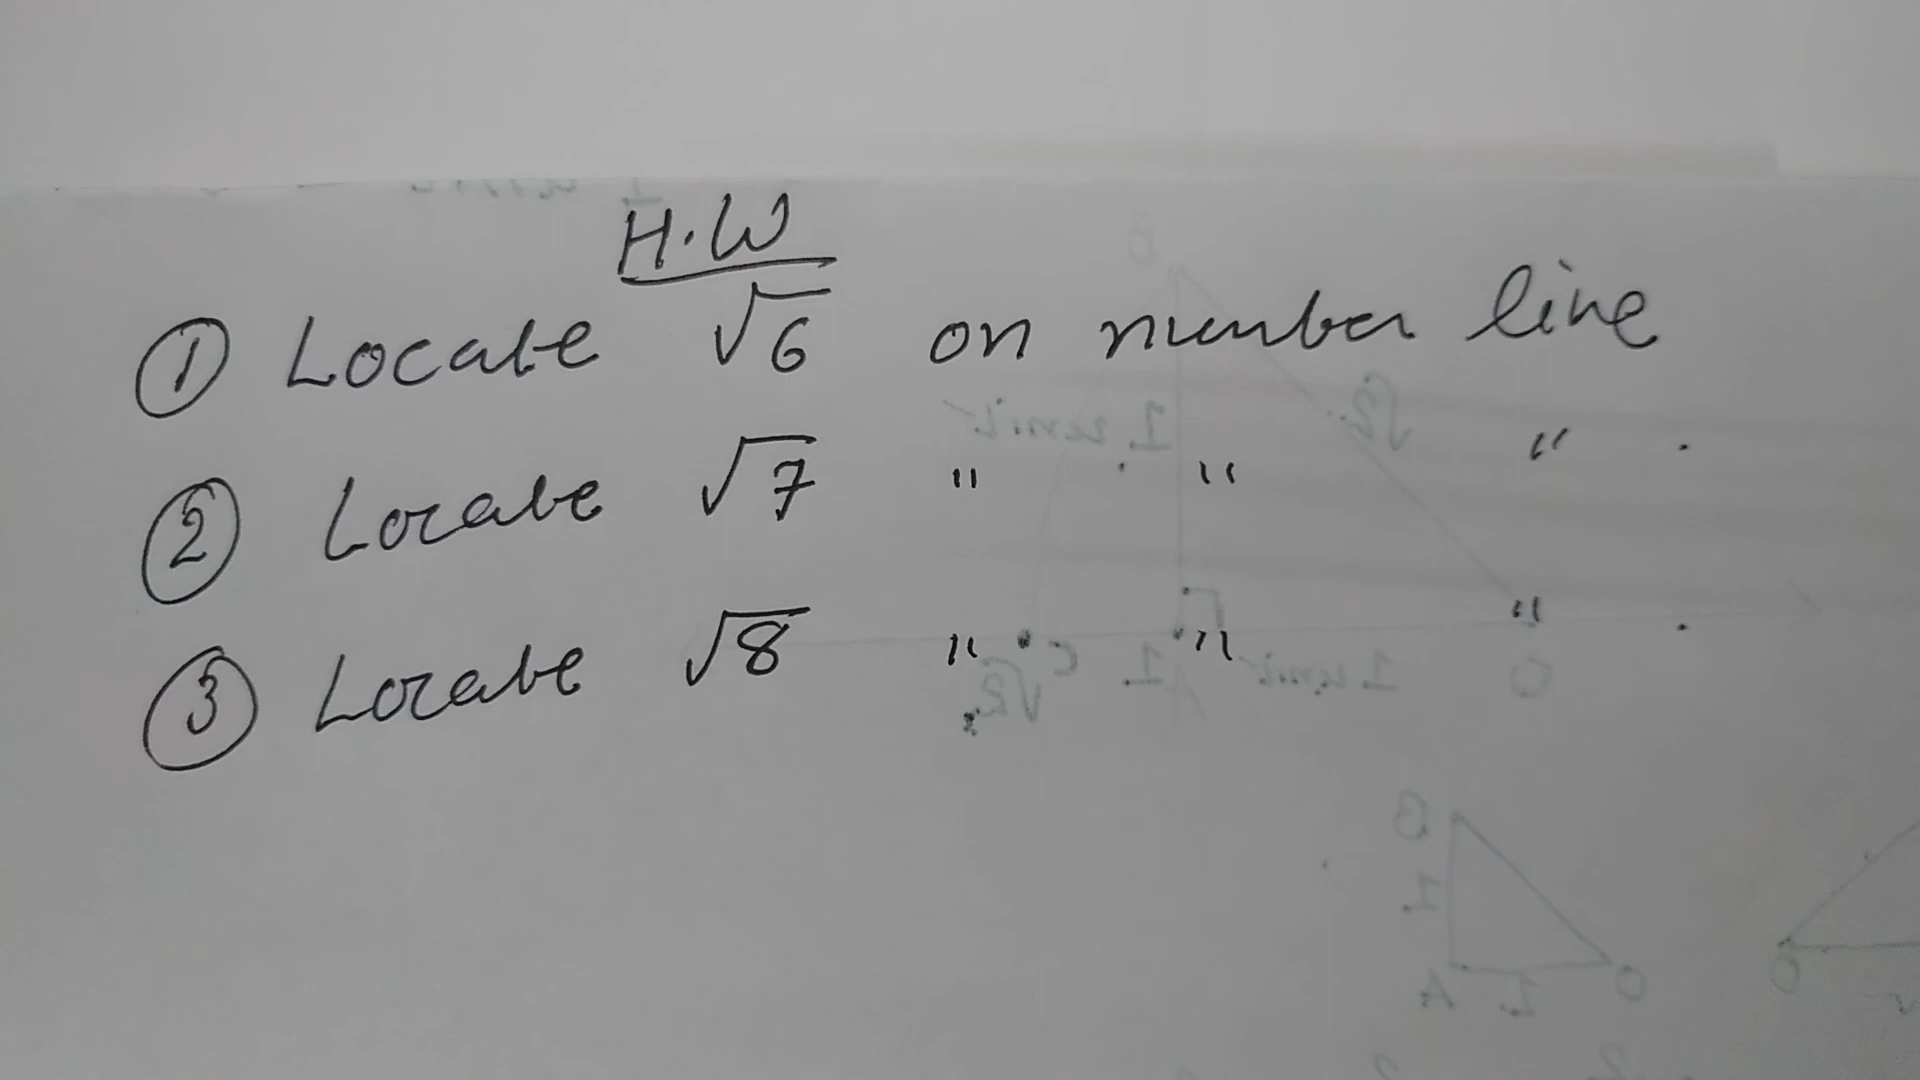 H.W
① Locate √6 on number line
② Locate √7 " " " .
③ Locate √8 " " " .